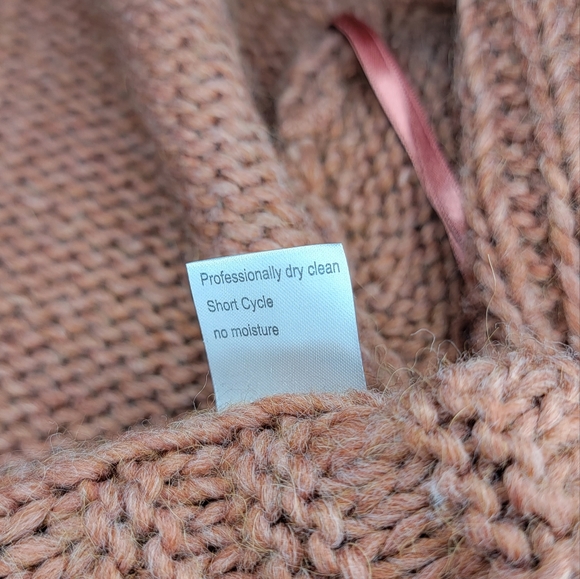 Professionally dry clean
Short Cycle
no moisture